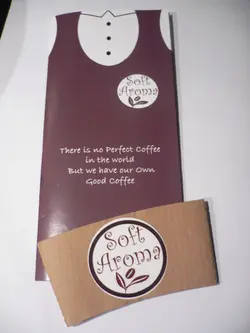 Soft
Aroma
There is no Perfect Coffee
in the world
But we have our Own
Good Coffee
Soft
Aroma